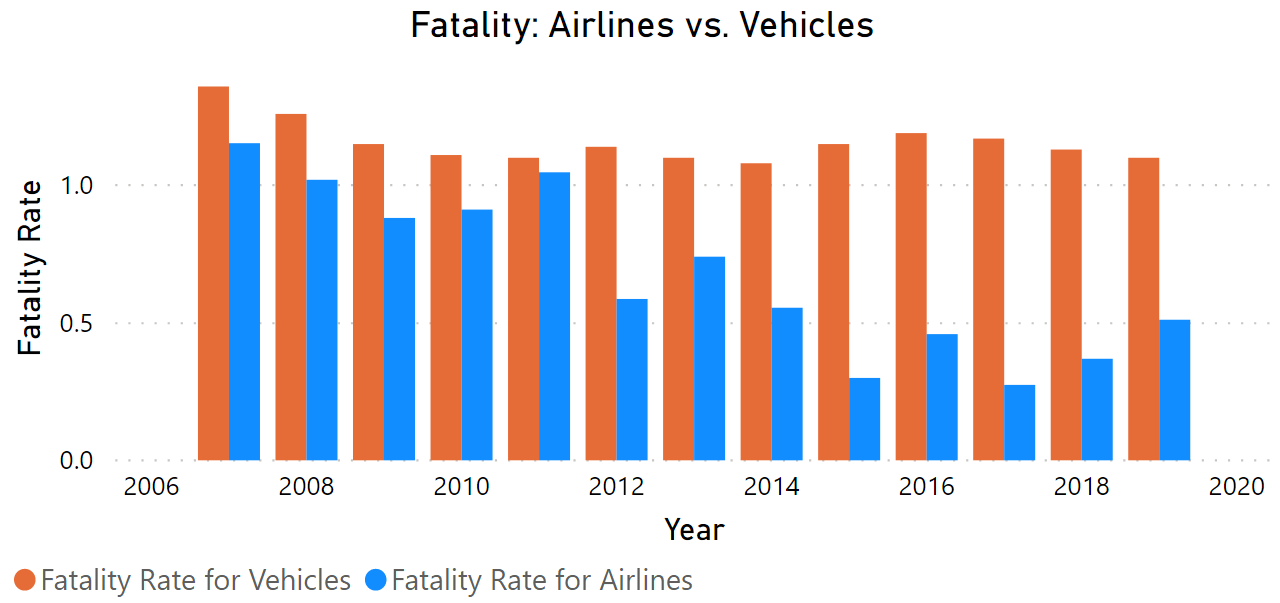 Fatality: Airlines vs. Vehicles
Fatality Rate
1.0
0.5
0.0
2006 2008 2010 2012 2014 2016 2018 2020
Year
Fatality Rate for Vehicles Fatality Rate for Airlines